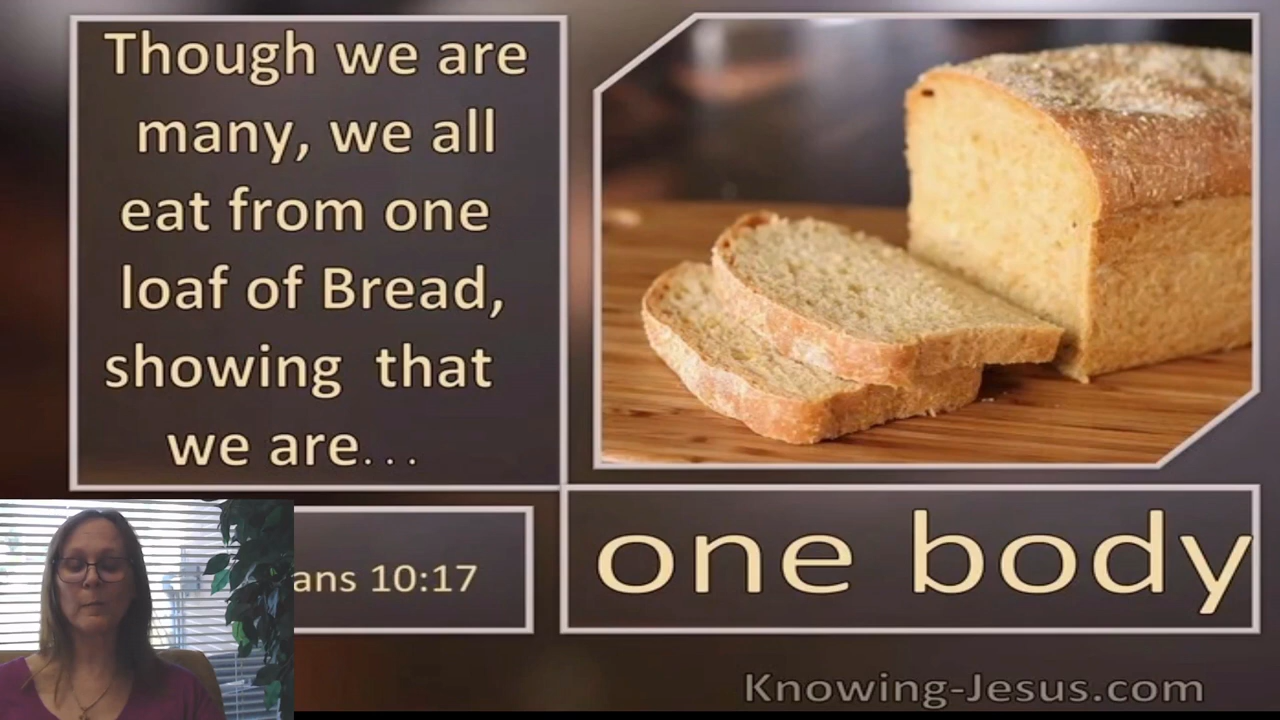 Though we are
many, we all
eat from one
loaf of Bread,
showing that
we are...
ans 10:17
one body
Knowing-Jesus.com